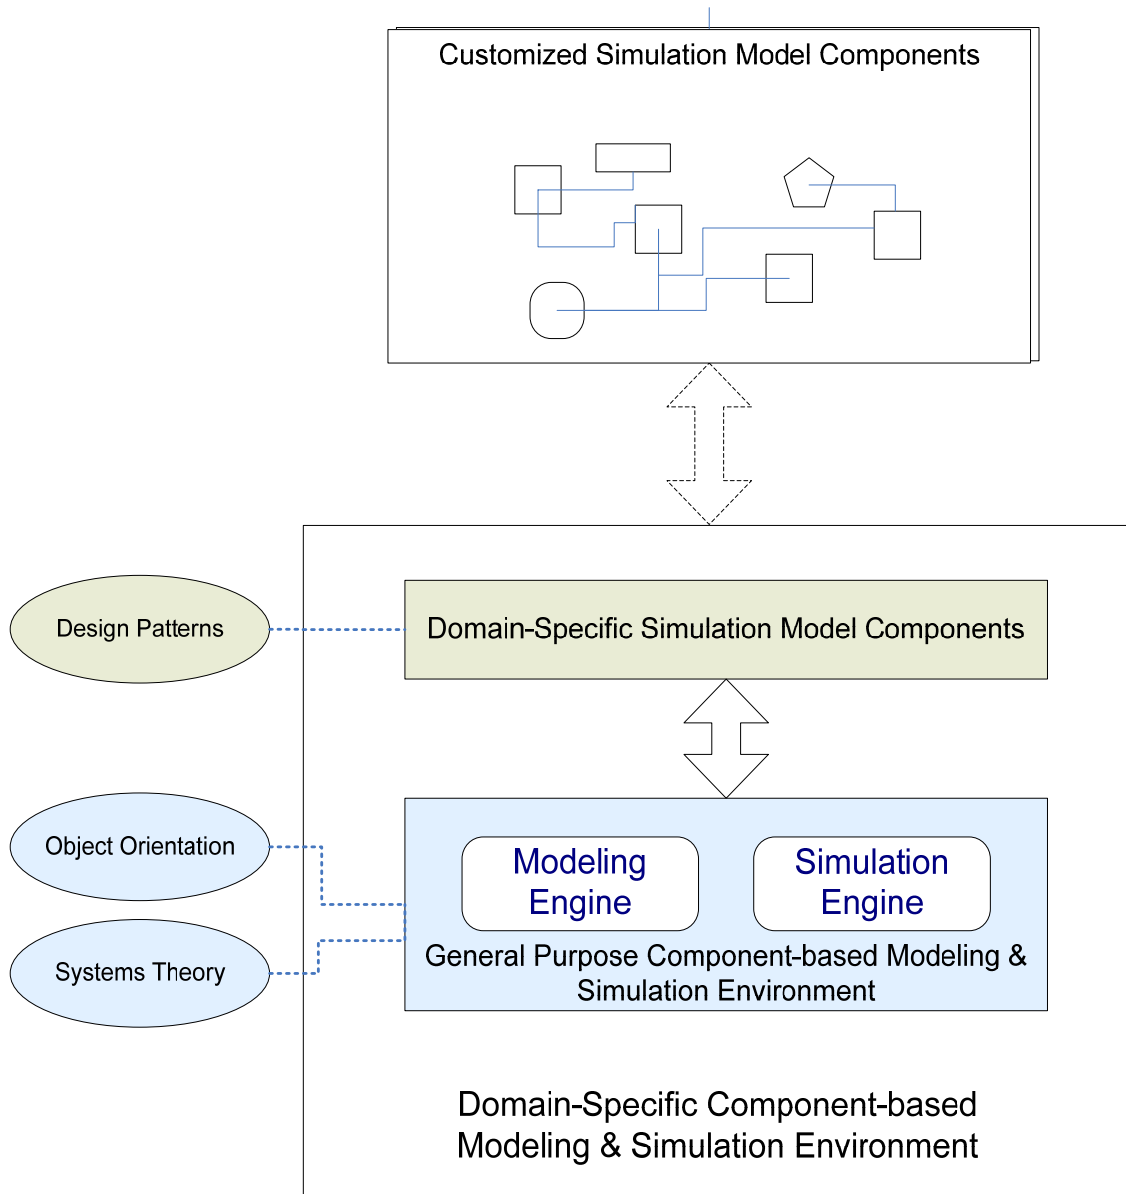 Customized Simulation Model Components
Design Patterns
Domain-Specific Simulation Model Components
Object Orientation
Systems Theory
Modeling
Engine
Simulation
Engine
General Purpose Component-based Modeling &
Simulation Environment
Domain-Specific Component-based
Modeling & Simulation Environment